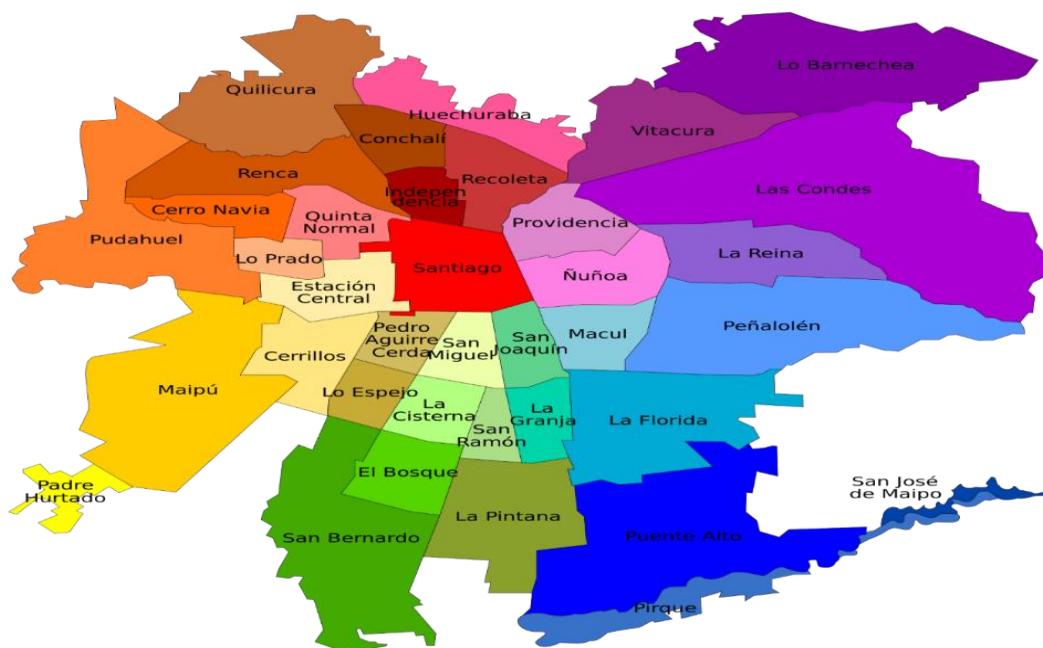 Lo Barnechea
Quilicura
Huechuraba
Vitacura
Conchalí
Renca
Recoleta
Las Condes
Indepen
dencia
Cerro Navia
Quinta
Normal
Providencia
Pudahuel
Lo Prado
La Reina
Santiago
Ñuñoa
Estación
Central
Pedro
Aguirre
Cerda
San
Miguel
San
Joaquín
Macul
Peñalolén
Cerrillos
Maipú
Lo Espejo
La
Cisterna
San
Ramón
La
Granja
La Florida
El Bosque
Padre
Hurtado
San José
de Maipo
La Pintana
San Bernardo
Puente Alto
Pirque